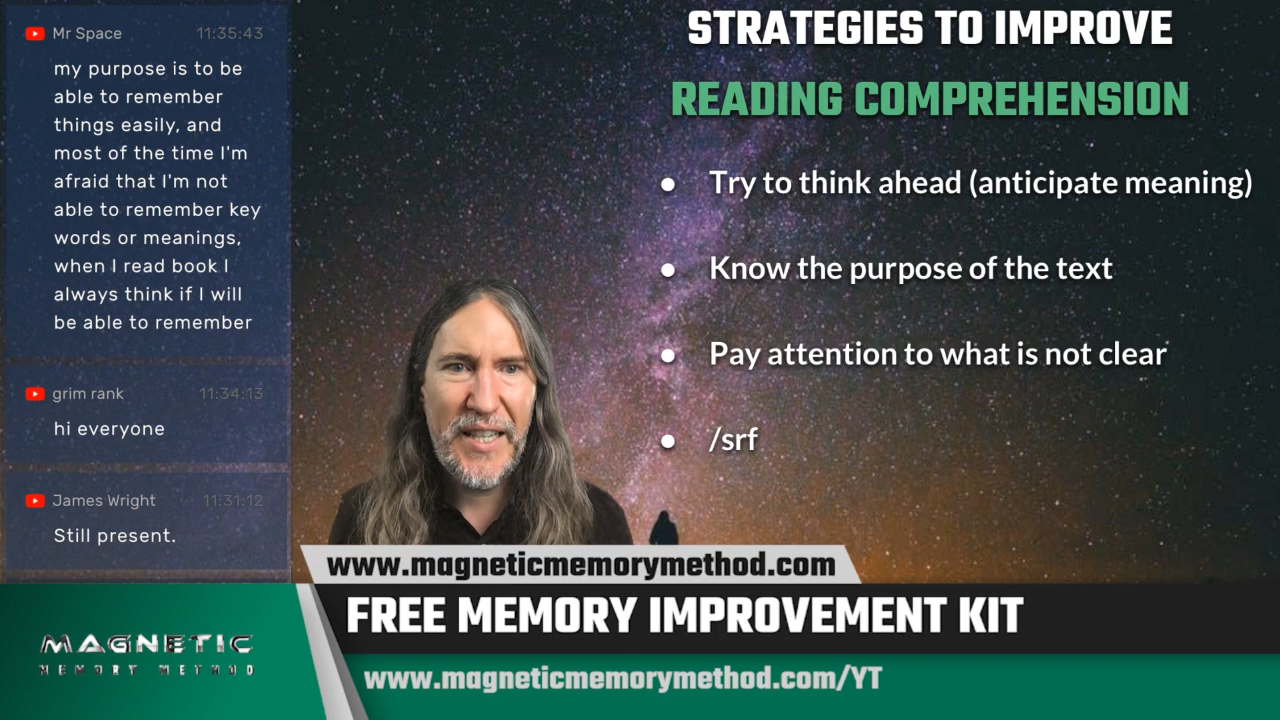 Mr Space 11:35:43
my purpose is to be
able to remember
things easily, and
most of the time I'm
afraid that I'm not
able to remember key
words or meanings,
when I read book I
always think if I will
be able to remember
grim rank 11:34:13
hi everyone
James Wright 11:31:12
Still present.
STRATEGIES TO IMPROVE
READING COMPREHENSION
● Try to think ahead (anticipate meaning)
● Know the purpose of the text
● Pay attention to what is not clear
● /srf
www.magneticmemorymethod.com
FREE MEMORY IMPROVEMENT KIT
www.magneticmemorymethod.com/YT
MAGNETIC
MEMORY METHOD